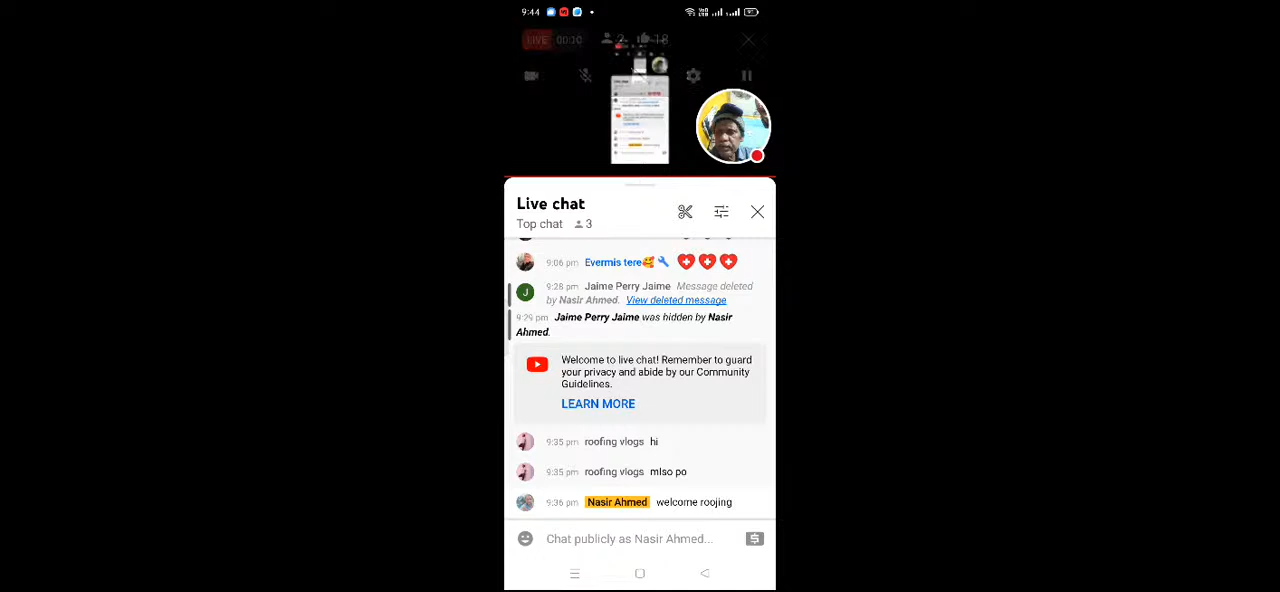 9:44
LIVE 00:30 2 18
Live chat
Top chat 3
9:06 pm Evermis tere
9:28 pm Jaime Perry Jaime Message deleted
by Nasir Ahmed. View deleted message
9:29 pm Jaime Perry Jaime was hidden by Nasir
Ahmed.
Welcome to live chat! Remember to guard
your privacy and abide by our Community
Guidelines.
LEARN MORE
9:35 pm roofing vlogs hi
9:35 pm roofing vlogs mlso po
9:36 pm Nasir Ahmed welcome roojing
Chat publicly as Nasir Ahmed...